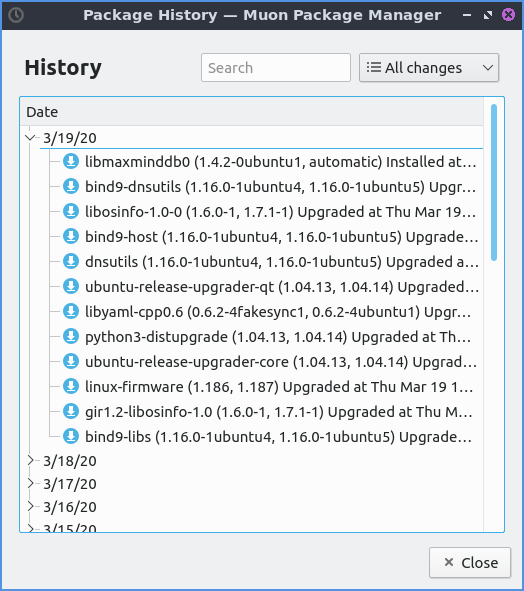 Package History — Muon Package Manager
History
Search
All changes
Date
3/19/20
libmaxminddb0 (1.4.2-0ubuntu1, automatic) Installed at...
bind9-dnsutils (1.16.0-1ubuntu4, 1.16.0-1ubuntu5) Upgr...
libosinfo-1.0-0 (1.6.0-1, 1.7.1-1) Upgraded at Thu Mar 19...
bind9-host (1.16.0-1ubuntu4, 1.16.0-1ubuntu5) Upgrade...
dnsutils (1.16.0-1ubuntu4, 1.16.0-1ubuntu5) Upgraded a...
ubuntu-release-upgrader-qt (1.04.13, 1.04.14) Upgraded...
libyaml-cpp0.6 (0.6.2-4fakesync1, 0.6.2-4ubuntu1) Upgr...
python3-distupgrade (1.04.13, 1.04.14) Upgraded at Th...
ubuntu-release-upgrader-core (1.04.13, 1.04.14) Upgrad...
linux-firmware (1.186, 1.187) Upgraded at Thu Mar 19 1...
gir1.2-libosinfo-1.0 (1.6.0-1, 1.7.1-1) Upgraded at Thu M...
bind9-libs (1.16.0-1ubuntu4, 1.16.0-1ubuntu5) Upgrade...
3/18/20
3/17/20
3/16/20
3/15/20
Close